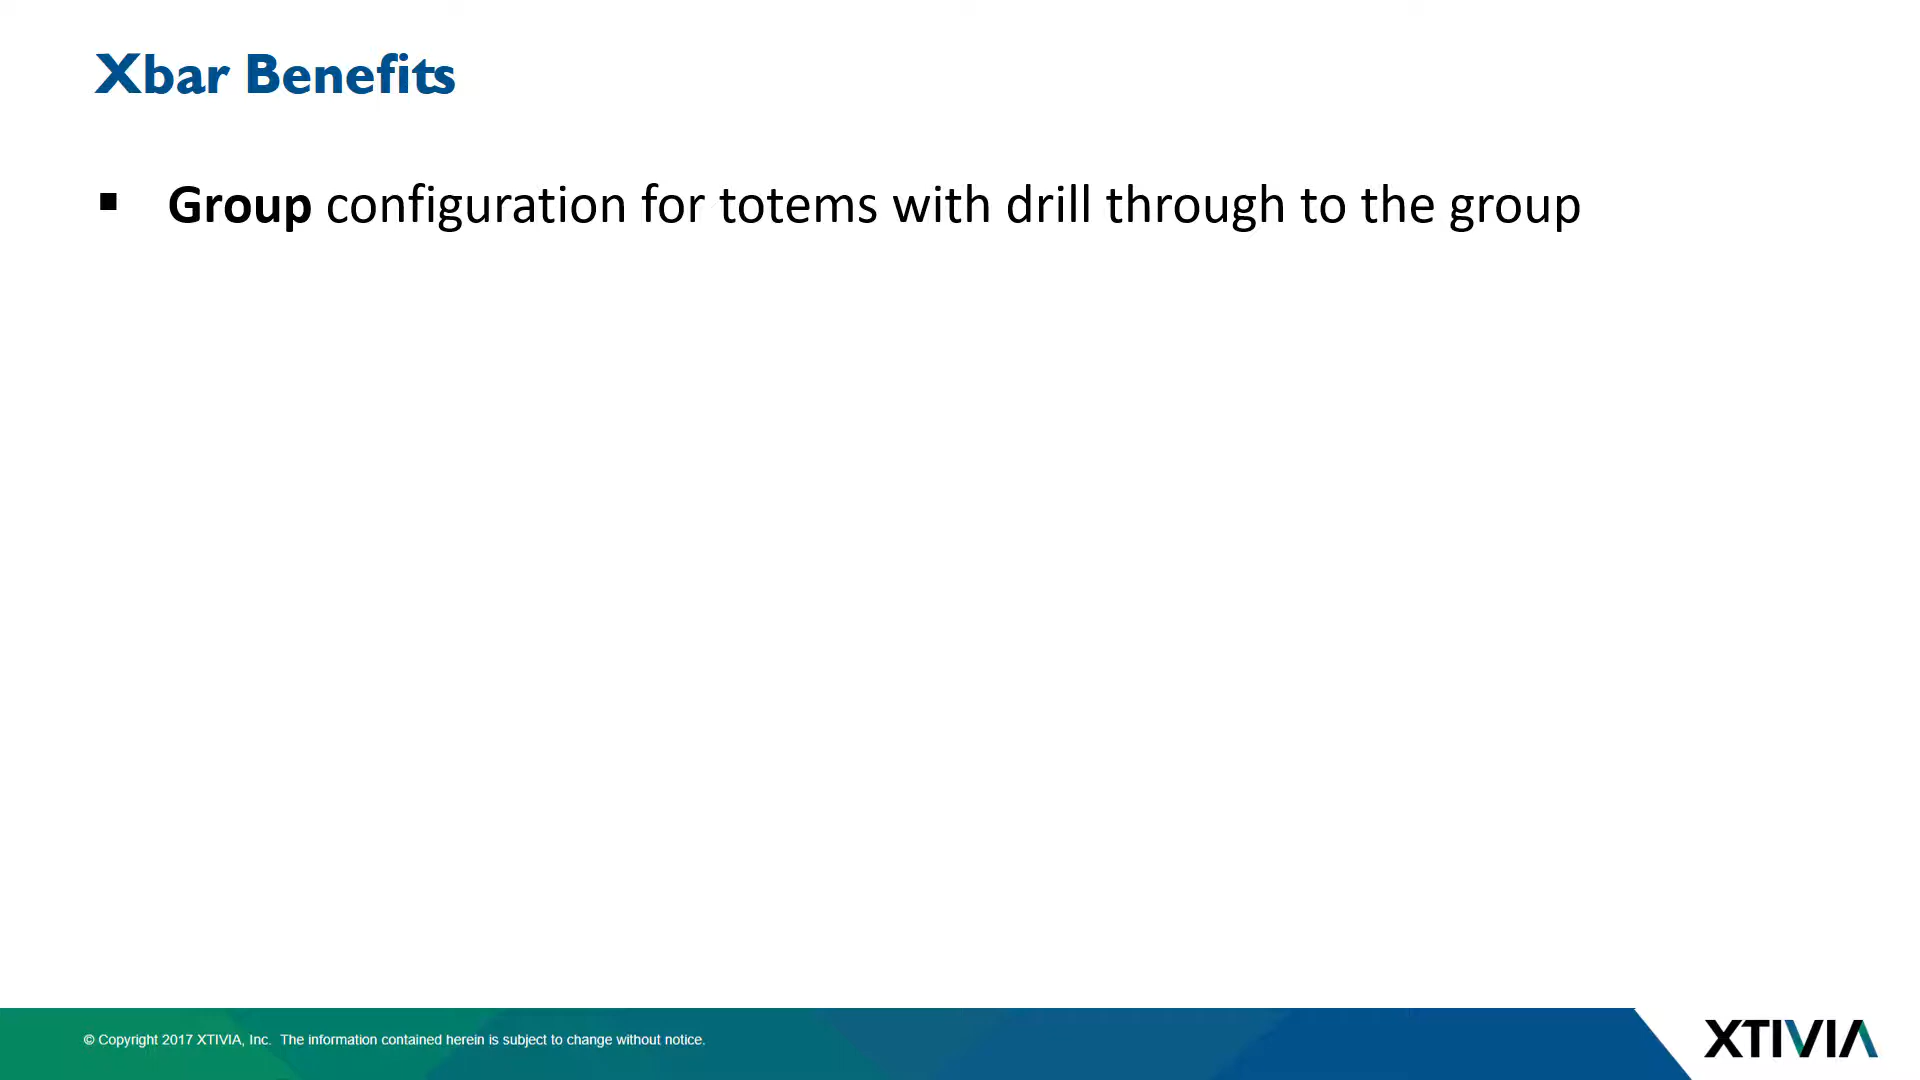 Xbar Benefits
▪ Group configuration for totems with drill through to the group
© Copyright 2017 XTIVIA, Inc.  The information contained herein is subject to change without notice.
XTIVIA